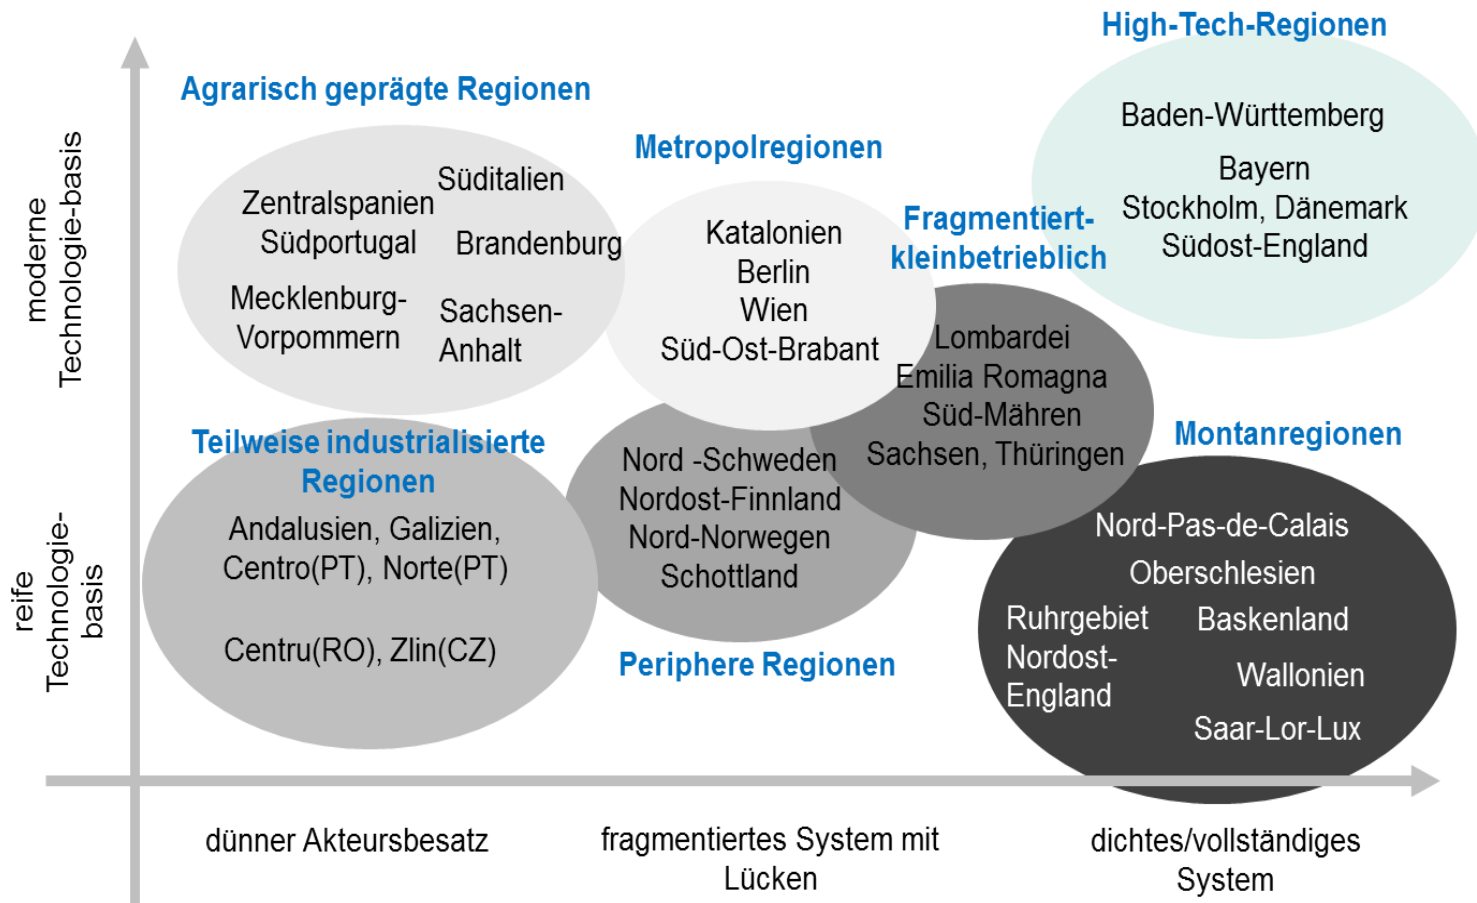 High-Tech-Regionen
Baden-Württemberg
Bayern
Stockholm, Dänemark
Südost-England
Agrarisch geprägte Regionen
Süditalien
Zentralspanien
Südportugal
Brandenburg
Mecklenburg-
Vorpommern
Sachsen-
Anhalt
Metropolregionen
Katalonien
Berlin
Wien
Süd-Ost-Brabant
Fragmentiert-
kleinbetrieblich
Lombardei
Emilia Romagna
Süd-Mähren
Sachsen, Thüringen
moderne
Technologie-basis
Teilweise industrialisierte
Regionen
Andalusien, Galizien,
Centro(PT), Norte(PT)
Centru(RO), Zlin(CZ)
Nord -Schweden
Nordost-Finnland
Nord-Norwegen
Schottland
Periphere Regionen
Montanregionen
Nord-Pas-de-Calais
Oberschlesien
Ruhrgebiet
Baskenland
Nordost-
England
Wallonien
Saar-Lor-Lux
reife
Technologie-
basis
dünner Akteursbesatz
fragmentiertes System mit
Lücken
dichtes/vollständiges
System